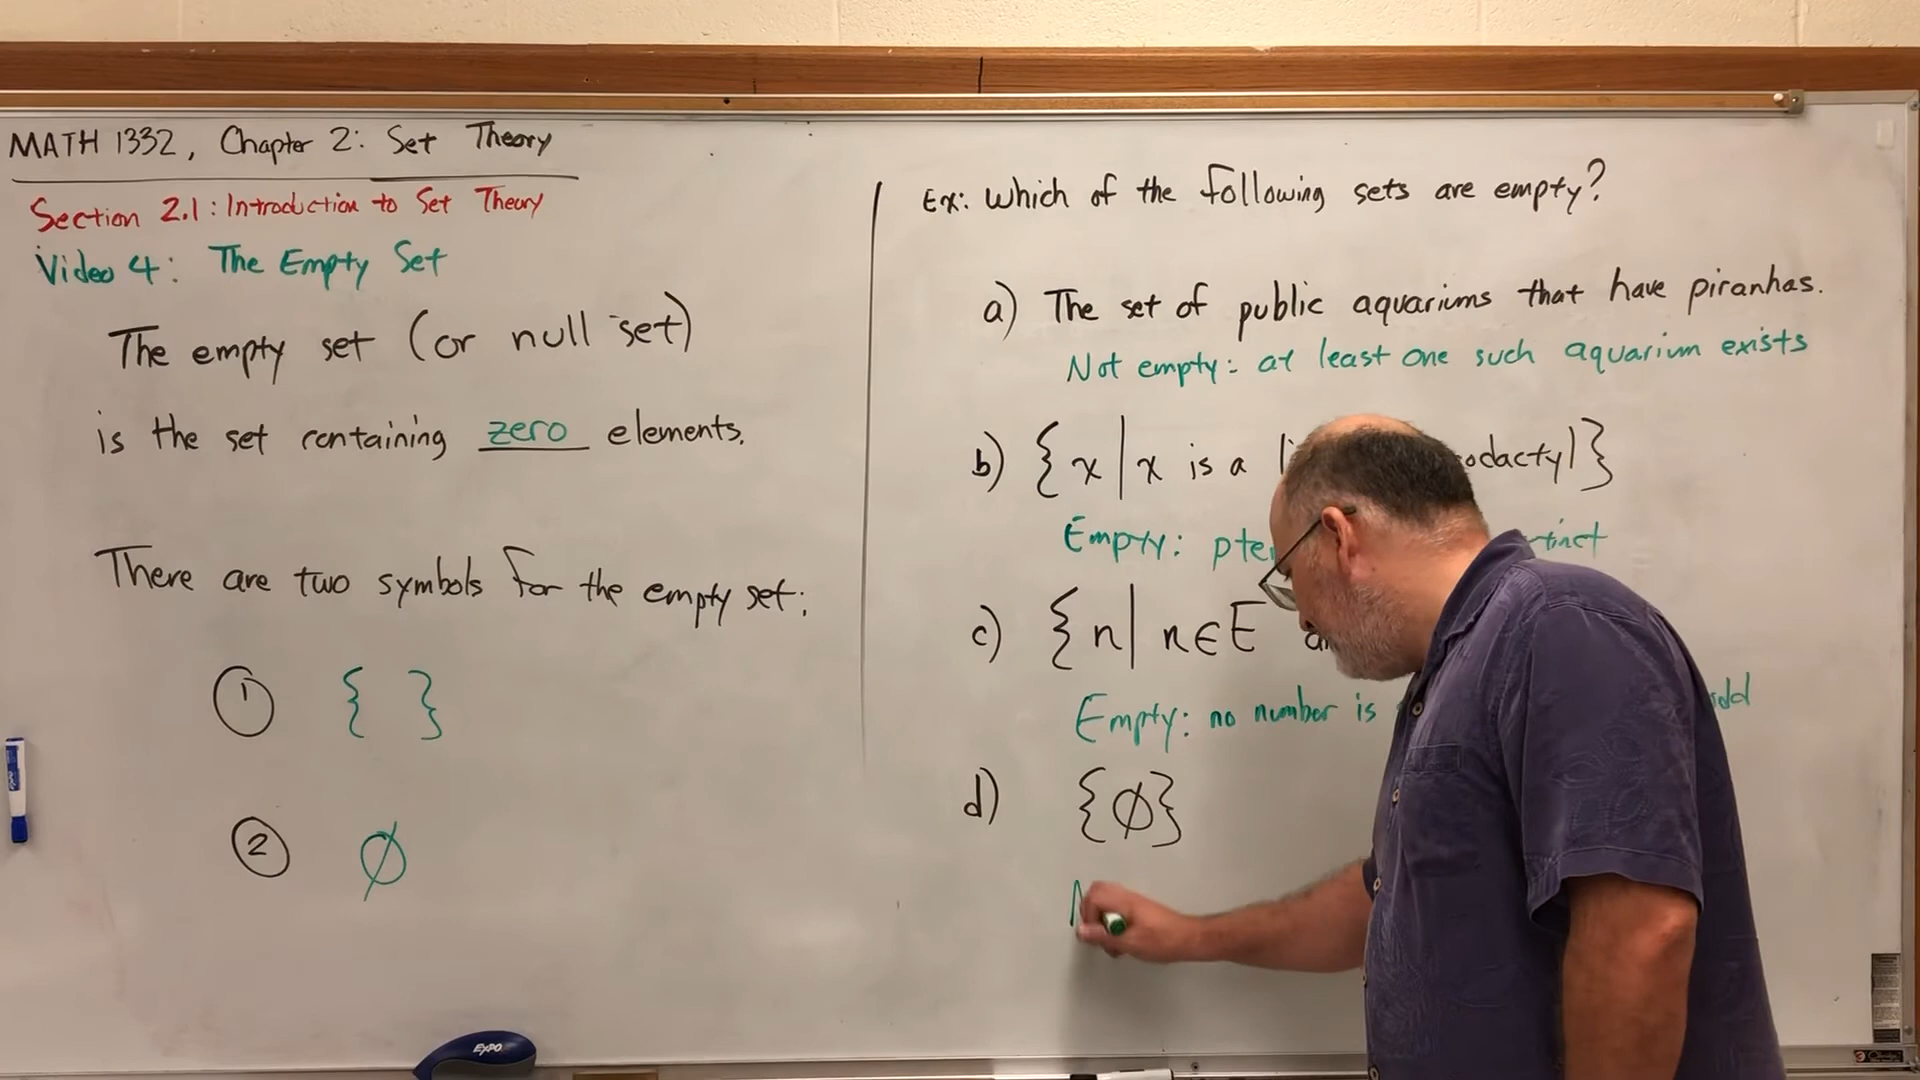 MATH 1332, Chapter 2: Set Theory
Section 2.1: Introduction to Set Theory
Video 4: The Empty Set
The empty set (or null set)
is the set containing zero elements.
There are two symbols for the empty set:
1 { }
2 ∅
Ex: Which of the following sets are empty?
a) The set of public aquariums that have piranhas.
Not empty: at least one such aquarium exists
b) {x|x is a odactyl}
Empty:
c) {n|n∈E
Empty: no number is odd
d) {∅}
EXPO